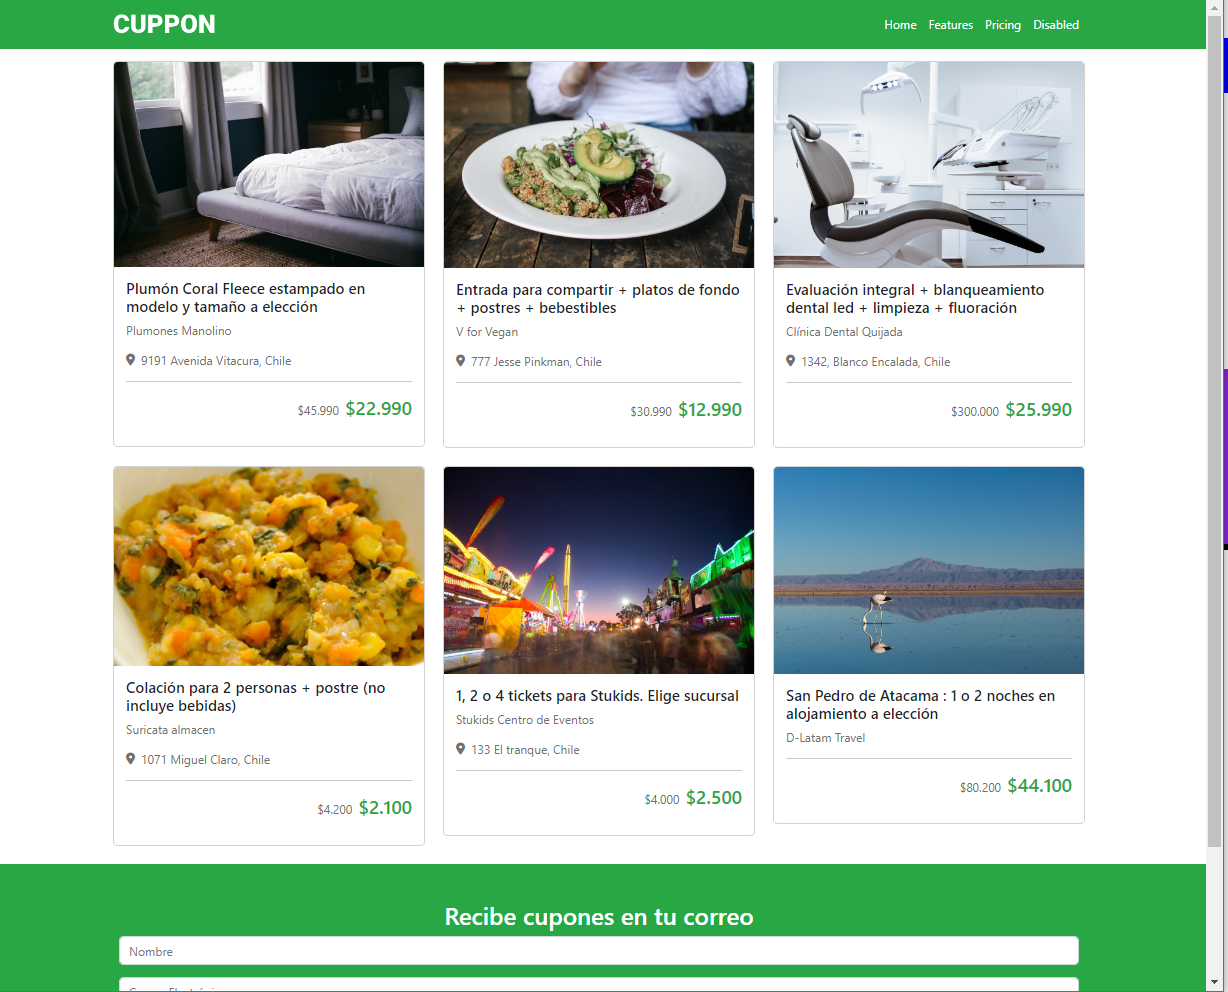 CUPPON
Home Features Pricing Disabled
Plumón Coral Fleece estampado en
modelo y tamaño a elección
Plumones Manolino
9191 Avenida Vitacura, Chile
$45.990 $22.990
Entrada para compartir + platos de fondo
+ postres + bebestibles
V for Vegan
777 Jesse Pinkman, Chile
$30.990 $12.990
Evaluación integral + blanqueamiento
dental led + limpieza + fluoración
Clínica Dental Quijada
1342, Blanco Encalada, Chile
$300.000 $25.990
Colación para 2 personas + postre (no
incluye bebidas)
Suricata almacen
1071 Miguel Claro, Chile
$4.200 $2.100
1, 2 o 4 tickets para Stukids. Elige sucursal
Stukids Centro de Eventos
133 El tranque, Chile
$4.000 $2.500
San Pedro de Atacama : 1 o 2 noches en
alojamiento a elección
D-Latam Travel
$80.200 $44.100
Recibe cupones en tu correo
Nombre